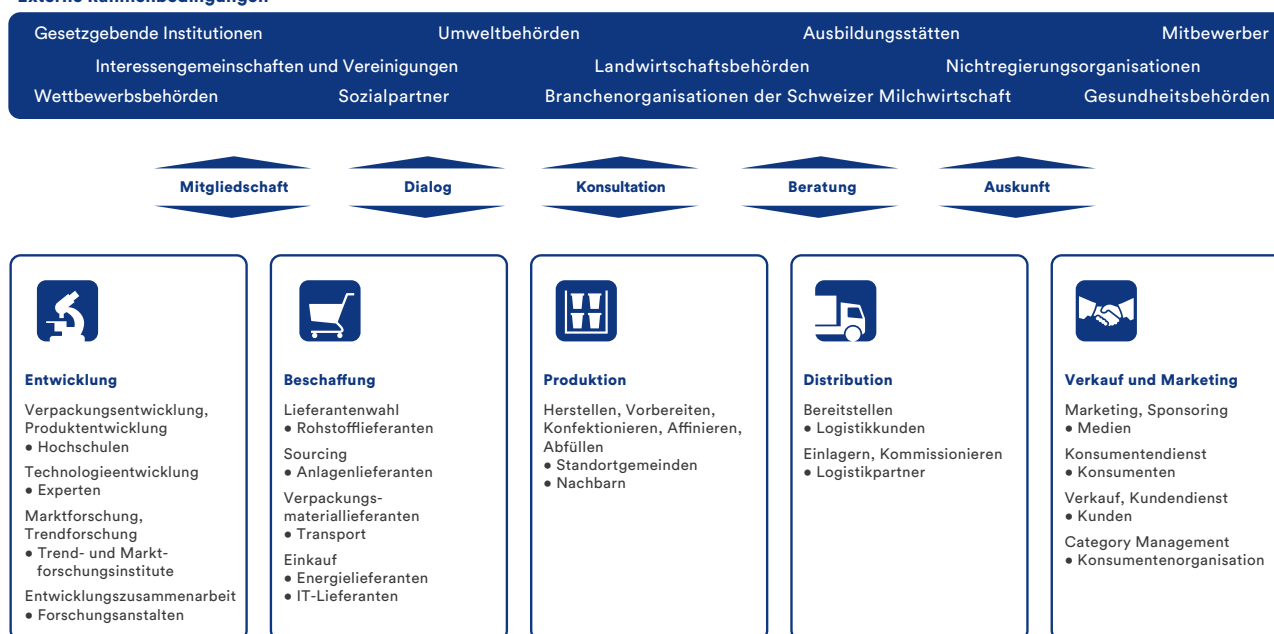 Externe Rahmenbedingungen
Gesetzgebende Institutionen Umweltbehörden Ausbildungsstätten Mitbewerber
Interessengemeinschaften und Vereinigungen Landwirtschaftsbehörden Nichtregierungsorganisationen
Wettbewerbsbehörden Sozialpartner Branchenorganisationen der Schweizer Milchwirtschaft Gesundheitsbehörden
Mitgliedschaft Dialog Konsultation Beratung Auskunft
Entwicklung
Verpackungsentwicklung,
Produktentwicklung
• Hochschulen
Technologieentwicklung
• Experten
Marktforschung,
Trendforschung
• Trend- und Markt-
forschungsinstitute
Entwicklungszusammenarbeit
• Forschungsanstalten
Beschaffung
Lieferantenwahl
• Rohstofflieferanten
Sourcing
• Anlagenlieferanten
Verpackungs-
materiallieferanten
• Transport
Einkauf
• Energielieferanten
• IT-Lieferanten
Produktion
Herstellen, Vorbereiten,
Konfektionieren, Affinieren,
Abfüllen
• Standortgemeinden
• Nachbarn
Distribution
Bereitstellen
• Logistikkunden
Einlagern, Kommissionieren
• Logistikpartner
Verkauf und Marketing
Marketing, Sponsoring
• Medien
Konsumentendienst
• Konsumenten
Verkauf, Kundendienst
• Kunden
Category Management
• Konsumentenorganisation